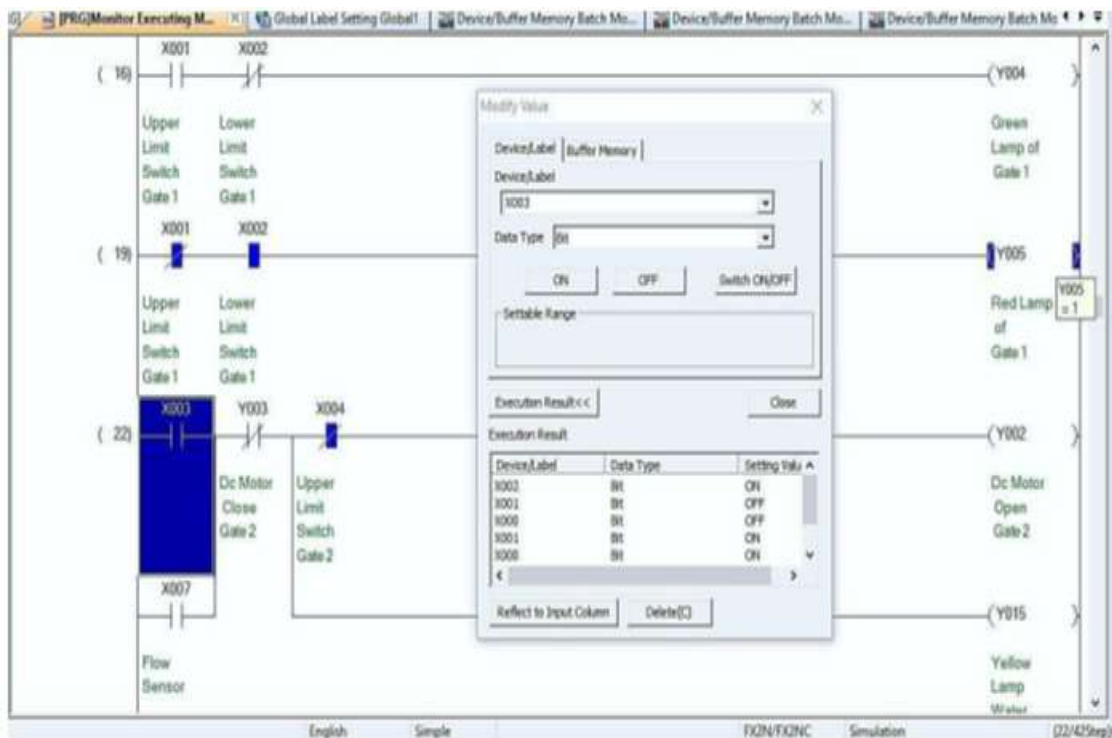 [PRG]Monitor Executing M... Global Label Setting Global1 Device/Buffer Memory Batch Mo... Device/Buffer Memory Batch Mo... Device/Buffer Memory Batch Mo
X001 X002
( 16) Y004
Upper Lower Green
Limit Limit Lamp of
Switch Switch Gate 1
Gate 1 Gate 1
X001 X002
( 19) Y005
Y005
= 1
Upper Lower Red Lamp
Limit Limit of
Switch Switch Gate 1
Gate 1 Gate 1
X003 Y003 X004
( 22) Y002
Dc Motor Upper Dc Motor
Close Limit Open
Gate 2 Switch Gate 2
Gate 2
X007
Y015
Flow Yellow
Sensor Lamp
Water
Modify Value
Device/Label Buffer Memory
Device/Label
X003
Data Type Bit
ON OFF Switch ON/OFF
Settable Range
Execution Result<< Close
Execution Result
Device/Label Data Type Setting Valu
X002 Bit ON
X001 Bit OFF
X000 Bit OFF
X001 Bit ON
X000 Bit ON
Reflect to Input Column Delete(C)
English Simple FX2N/FX2NC Simulation (22/42Step)